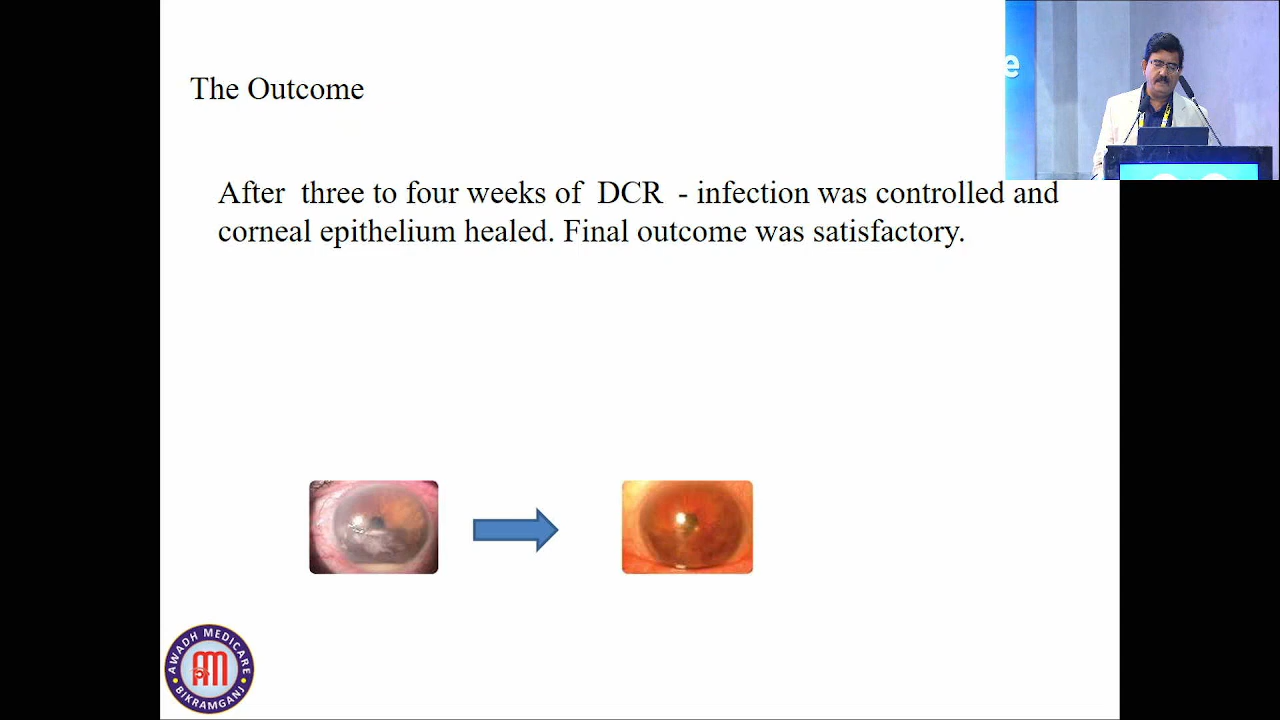 The Outcome
After three to four weeks of DCR - infection was controlled and
corneal epithelium healed. Final outcome was satisfactory.
AWADH MEDICARE
AM
BIKRAMGANJ
e